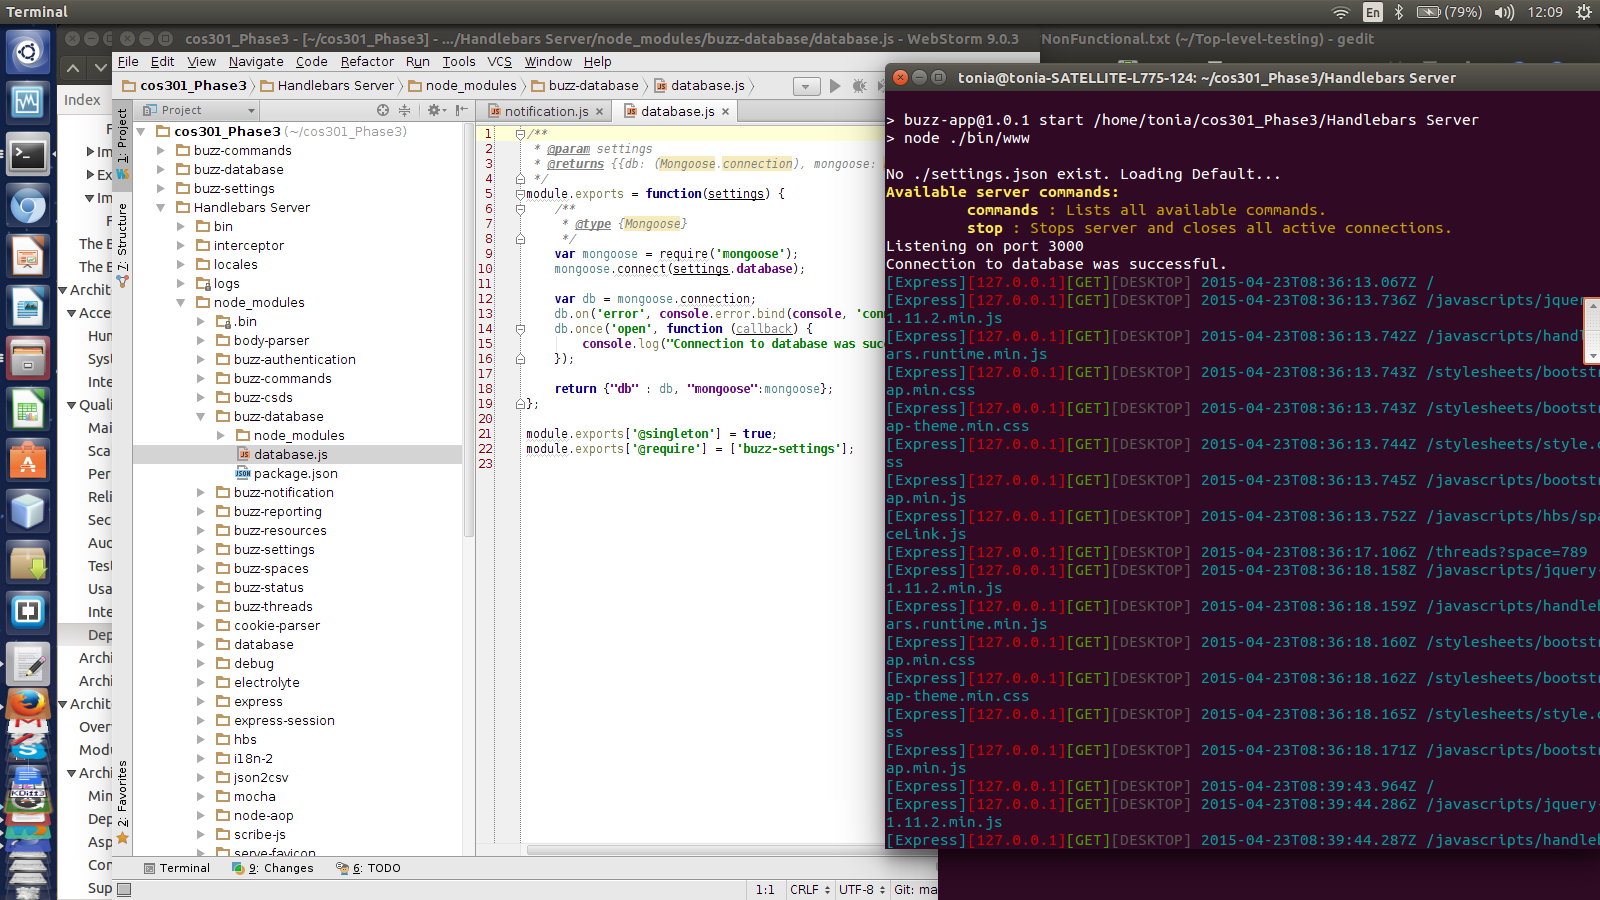 Terminal
En
(79%)
12:09
cos301_Phase3 - [~/cos301_Phase3] - .../Handlebars Server/node_modules/buzz-database/database.js - WebStorm 9.0.3
NonFunctional.txt (~/Top-level-testing) - gedit
File Edit View Navigate Code Refactor Run Tools VCS Window Help
cos301_Phase3 Handlebars Server node_modules buzz-database database.js
Index
F
Im
Ex
Im
F
The B
The B
Archit
Acce
Hum
Syst
Inte
Quali
Mai
Sca
Per
Reli
Sec
Auc
Test
Usa
Inte
Dep
Archi
Archi
Archit
Over
Modu
Archi
Min
Dep
Asp
Con
Sup
1: Project
7: Structure
2: Favorites
Project
cos301_Phase3 (~/cos301_Phase3)
buzz-commands
buzz-database
buzz-settings
Handlebars Server
bin
interceptor
locales
logs
node_modules
.bin
body-parser
buzz-authentication
buzz-commands
buzz-csds
buzz-database
node_modules
database.js
package.json
buzz-notification
buzz-reporting
buzz-resources
buzz-settings
buzz-spaces
buzz-status
buzz-threads
cookie-parser
database
debug
electrolyte
express
express-session
hbs
i18n-2
json2csv
mocha
node-aop
scribe-js
serve-favicon
notification.js
database.js
1 /**
2 * @param settings
3 * @returns {{db: (Mongoose.connection), mongoose:
4 */
5 module.exports = function(settings) {
6 /**
7 * @type {Mongoose}
8 */
9 var mongoose = require('mongoose');
10 mongoose.connect(settings.database);
11
12 var db = mongoose.connection;
13 db.on('error', console.error.bind(console, 'con
14 db.once('open', function (callback) {
15 console.log("Connection to database was suc
16 });
17
18 return {"db" : db, "mongoose":mongoose};
19 };
20
21 module.exports['@singleton'] = true;
22 module.exports['@require'] = ['buzz-settings'];
23
Terminal
9: Changes
6: TODO
1:1
CRLF
UTF-8
Git: ma
tonia@tonia-SATELLITE-L775-124: ~/cos301_Phase3/Handlebars Server
> buzz-app@1.0.1 start /home/tonia/cos301_Phase3/Handlebars Server
> node ./bin/www
No ./settings.json exist. Loading Default...
Available server commands:
commands : Lists all available commands.
stop : Stops server and closes all active connections.
Listening on port 3000
Connection to database was successful.
[Express][127.0.0.1][GET][DESKTOP] 2015-04-23T08:36:13.067Z /
[Express][127.0.0.1][GET][DESKTOP] 2015-04-23T08:36:13.736Z /javascripts/jquery-
1.11.2.min.js
[Express][127.0.0.1][GET][DESKTOP] 2015-04-23T08:36:13.742Z /javascripts/handleb
ars.runtime.min.js
[Express][127.0.0.1][GET][DESKTOP] 2015-04-23T08:36:13.743Z /stylesheets/bootstr
ap.min.css
[Express][127.0.0.1][GET][DESKTOP] 2015-04-23T08:36:13.743Z /stylesheets/bootstr
ap-theme.min.css
[Express][127.0.0.1][GET][DESKTOP] 2015-04-23T08:36:13.744Z /stylesheets/style.c
ss
[Express][127.0.0.1][GET][DESKTOP] 2015-04-23T08:36:13.745Z /javascripts/bootstr
ap.min.js
[Express][127.0.0.1][GET][DESKTOP] 2015-04-23T08:36:13.752Z /javascripts/hbs/spa
ceLink.js
[Express][127.0.0.1][GET][DESKTOP] 2015-04-23T08:36:17.106Z /threads?space=789
[Express][127.0.0.1][GET][DESKTOP] 2015-04-23T08:36:18.158Z /javascripts/jquery-
1.11.2.min.js
[Express][127.0.0.1][GET][DESKTOP] 2015-04-23T08:36:18.159Z /javascripts/handleb
ars.runtime.min.js
[Express][127.0.0.1][GET][DESKTOP] 2015-04-23T08:36:18.160Z /stylesheets/bootstr
ap.min.css
[Express][127.0.0.1][GET][DESKTOP] 2015-04-23T08:36:18.162Z /stylesheets/bootstr
ap-theme.min.css
[Express][127.0.0.1][GET][DESKTOP] 2015-04-23T08:36:18.165Z /stylesheets/style.c
ss
[Express][127.0.0.1][GET][DESKTOP] 2015-04-23T08:36:18.171Z /javascripts/bootstr
ap.min.js
[Express][127.0.0.1][GET][DESKTOP] 2015-04-23T08:39:43.964Z /
[Express][127.0.0.1][GET][DESKTOP] 2015-04-23T08:39:44.286Z /javascripts/jquery-
1.11.2.min.js
[Express][127.0.0.1][GET][DESKTOP] 2015-04-23T08:39:44.287Z /javascripts/handleb